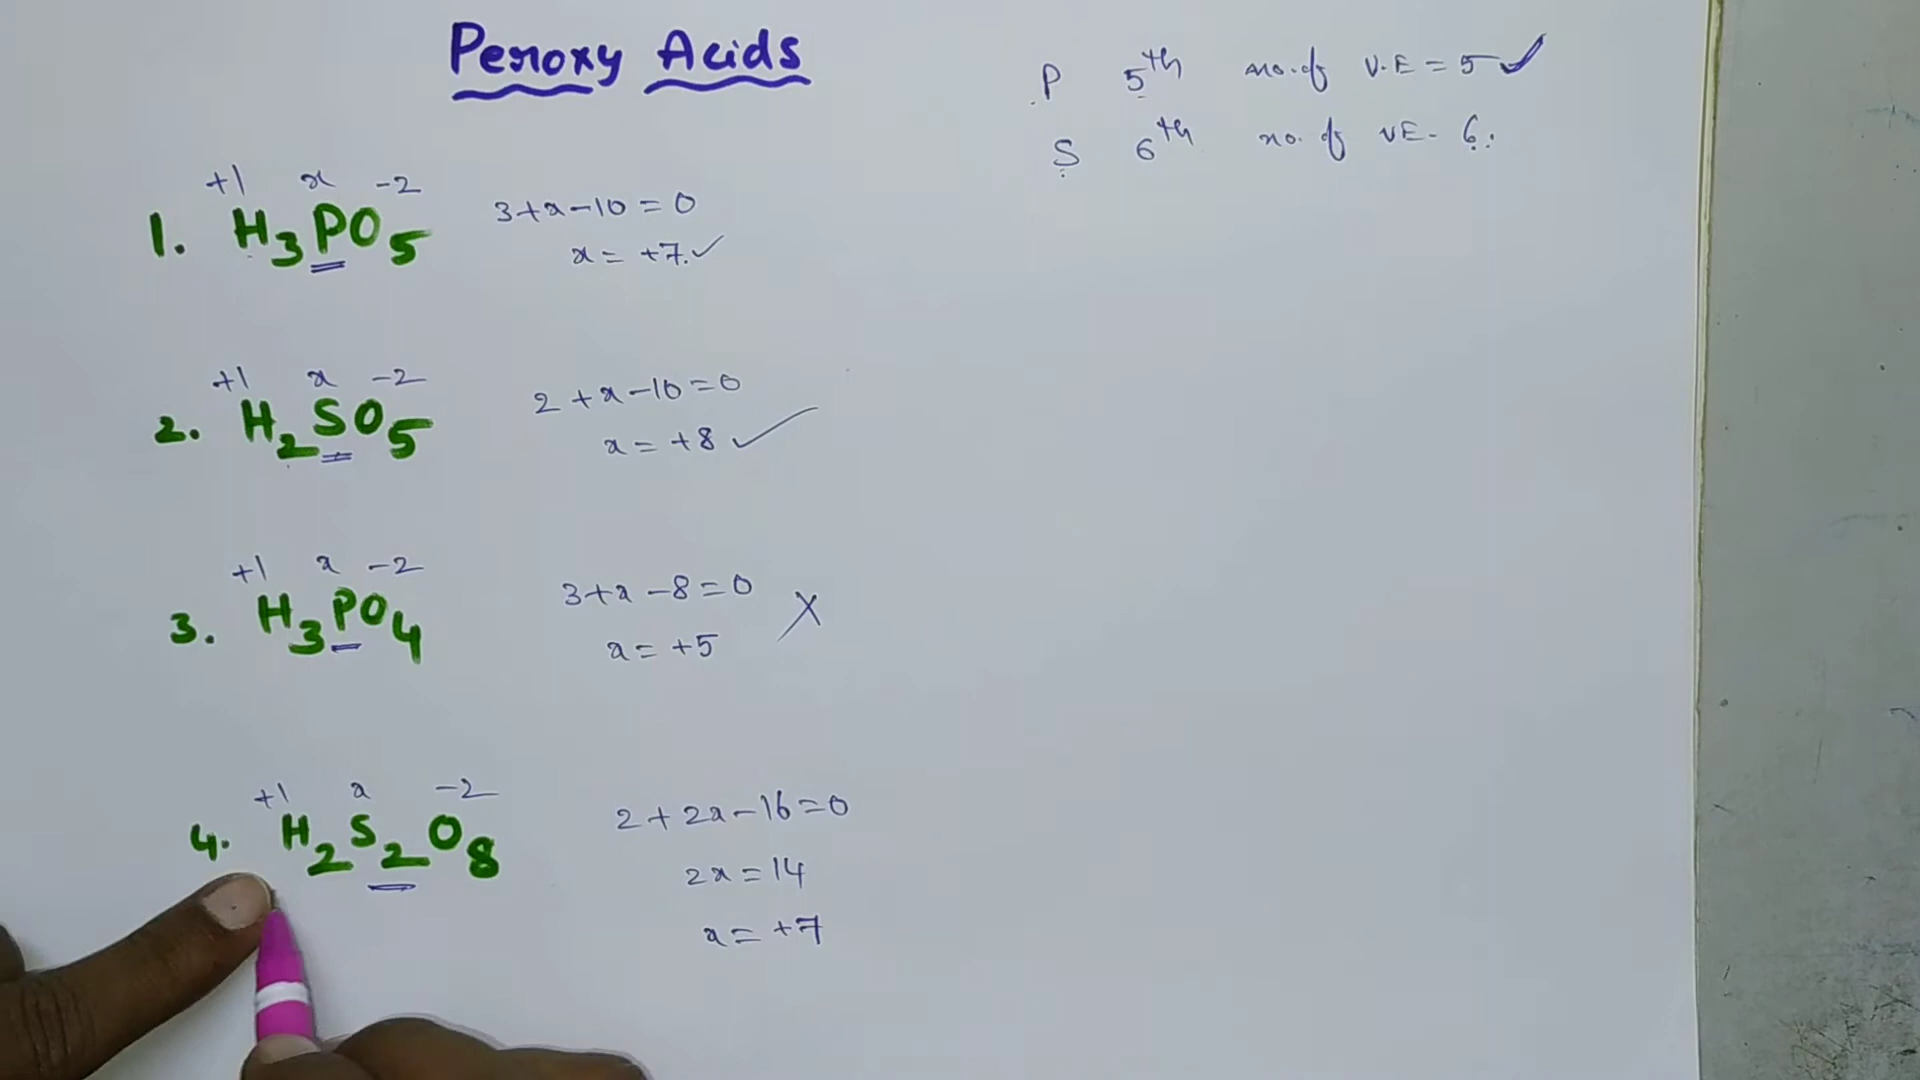 Peroxy Acids
P 5th no. of V.E = 5 ✓
S 6th no. of VE - 6.
+1 x -2
1. H3PO5
3+x-10=0
x = +7. ✓
+1 x -2
2. H2SO5
2+x-10=0
x = +8 ✓
+1 x -2
3. H3PO4
3+x-8=0
x = +5 X
+1 x -2
4. H2S2O8
2+2x-16=0
2x=14
x=+7